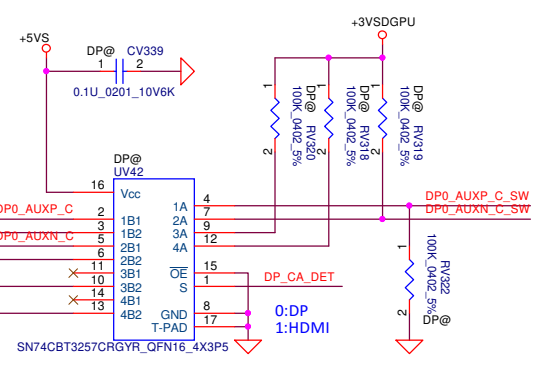 +5VS
+3VSDGPU
DP@ CV339
1 2
0.1U_0201_10V6K
1 2 100K_0402_5% RV320 DP@
1 2 100K_0402_5% RV318 DP@
1 2 100K_0402_5% RV319 DP@
DP@
UV42
16 Vcc
DP0_AUXP_C 2 1B1
3 1B2
DP0_AUXN_C 5 2B1
6 2B2
11 3B1
10 3B2
14 4B1
13 4B2
1A 4 DP0_AUXP_C_SW
2A 7 DP0_AUXN_C_SW
3A 9
4A 12
OE 15
S 1 DP_CA_DET
GND 8
T-PAD 17
0:DP
1:HDMI
1 2 100K_0402_5% RV322
DP@
SN74CBT3257CRGYR_QFN16_4X3P5